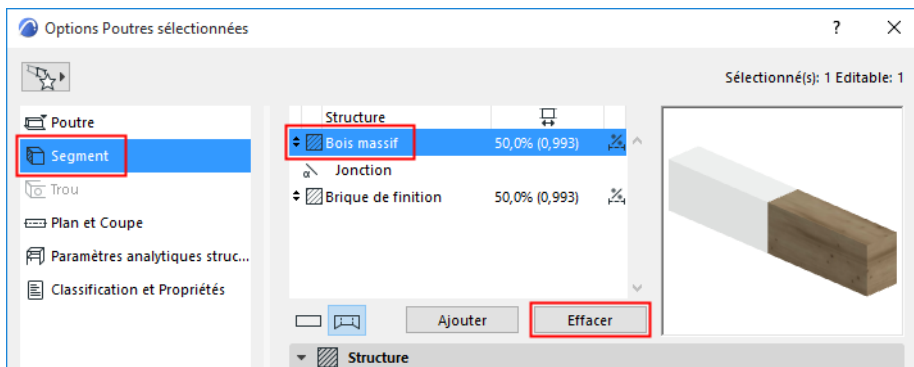 Options Poutres sélectionnées
?
Sélectionné(s): 1 Editable: 1
Poutre
Segment
Trou
Plan et Coupe
Paramètres analytiques struc...
Classification et Propriétés
Structure
Bois massif 50,0% (0,993)
Jonction
Brique de finition 50,0% (0,993)
Ajouter Effacer
Structure